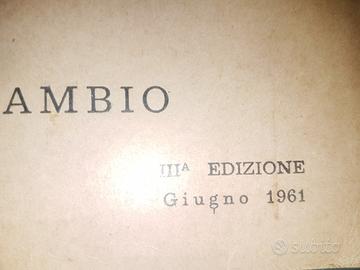 AMBIO
IIIA EDIZIONE
Giugno 1961
subito